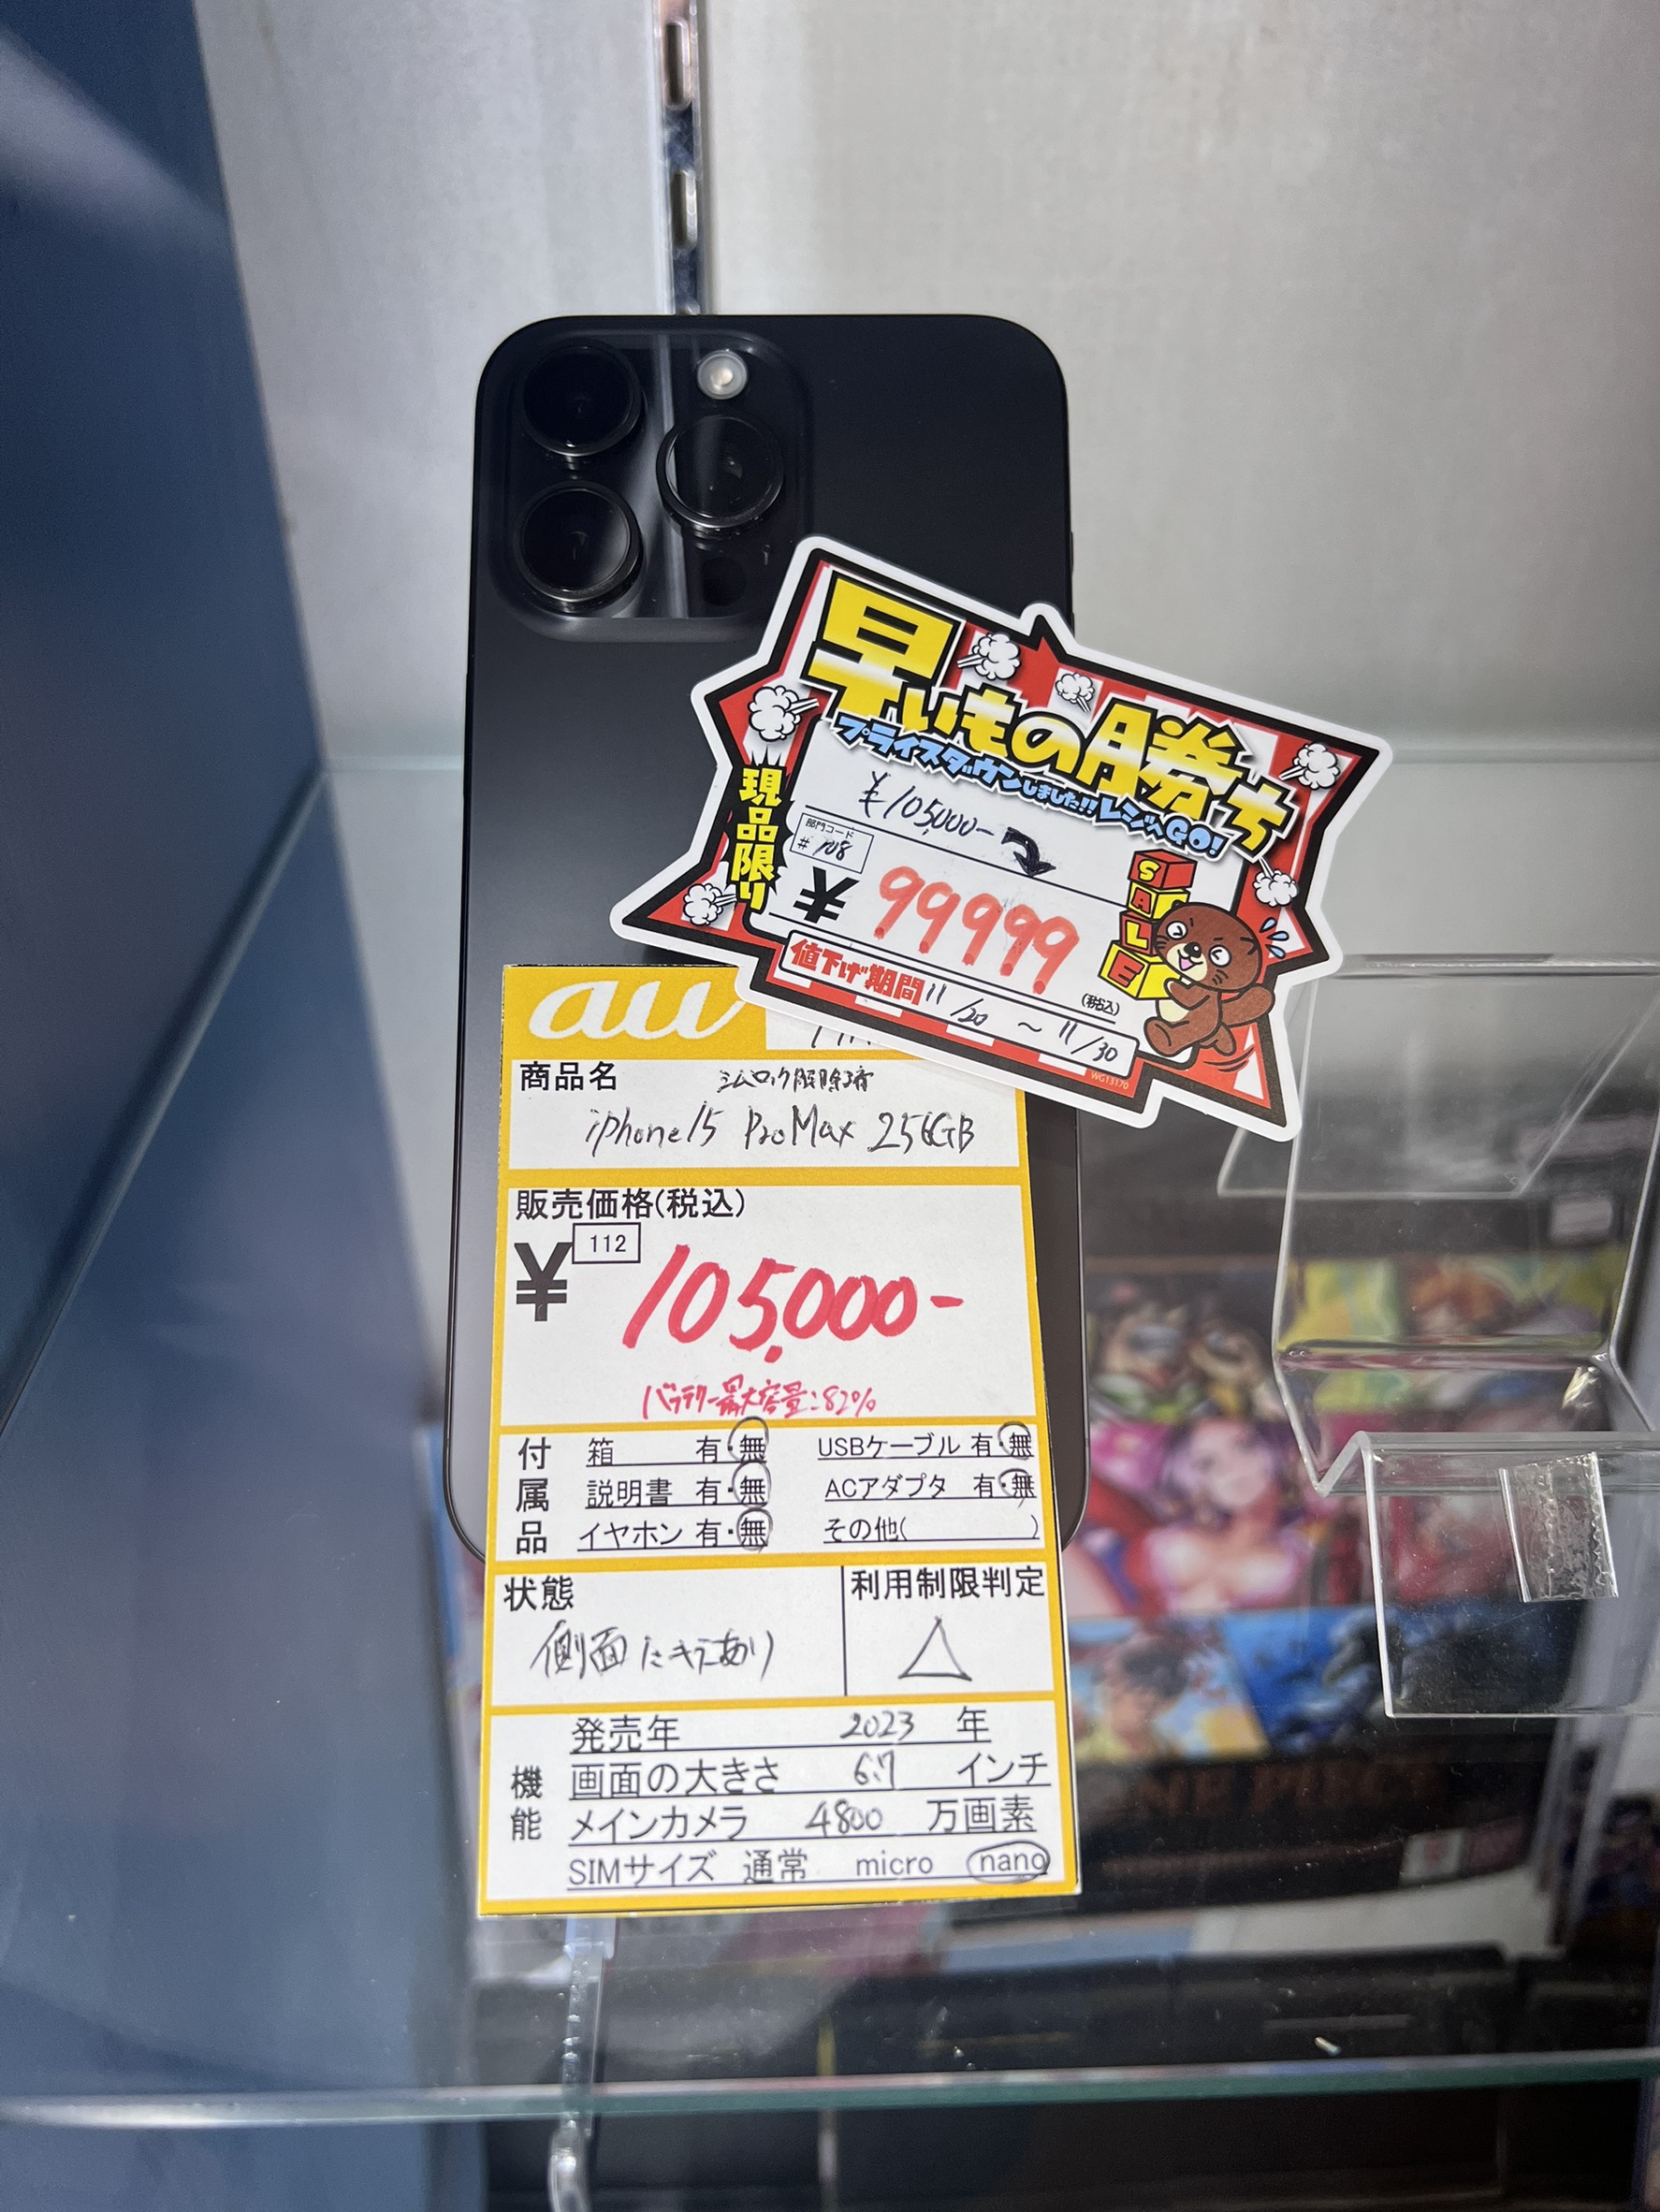 早いもの勝ち
プライスダウンしました!!レジへGO!
現品限り
¥105,000-
部門コード
# 108
¥ 99999
(税込)
値下げ期間 11/20 ~ 11/30
WG13170
SALE
au
商品名 シムロック解除済
iPhone15 ProMax 256GB
販売価格(税込)
¥ 112 105,000-
バッテリー最大容量:82%
付属品
箱 有・無 USBケーブル 有・無
説明書 有・無 ACアダプタ 有・無
イヤホン 有・無 その他( )
状態 利用制限判定
側面にキズあり △
機能
発売年 2023 年
画面の大きさ 6.7 インチ
メインカメラ 4800 万画素
SIMサイズ 通常 micro nano